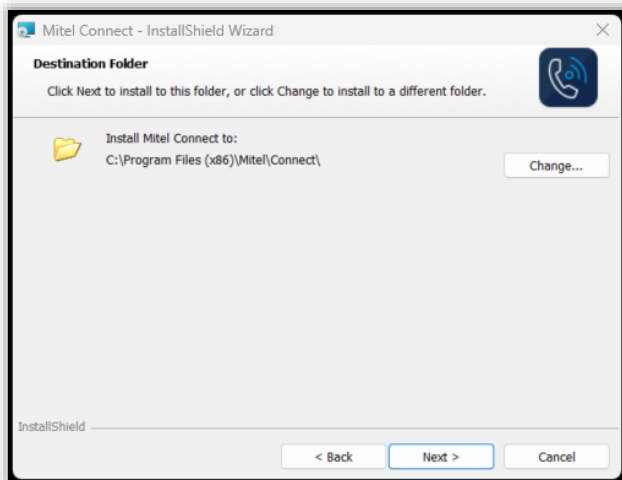 Mitel Connect - InstallShield Wizard
Destination Folder
Click Next to install to this folder, or click Change to install to a different folder.
Install Mitel Connect to:
C:\Program Files (x86)\Mitel\Connect\
Change...
InstallShield
< Back
Next >
Cancel